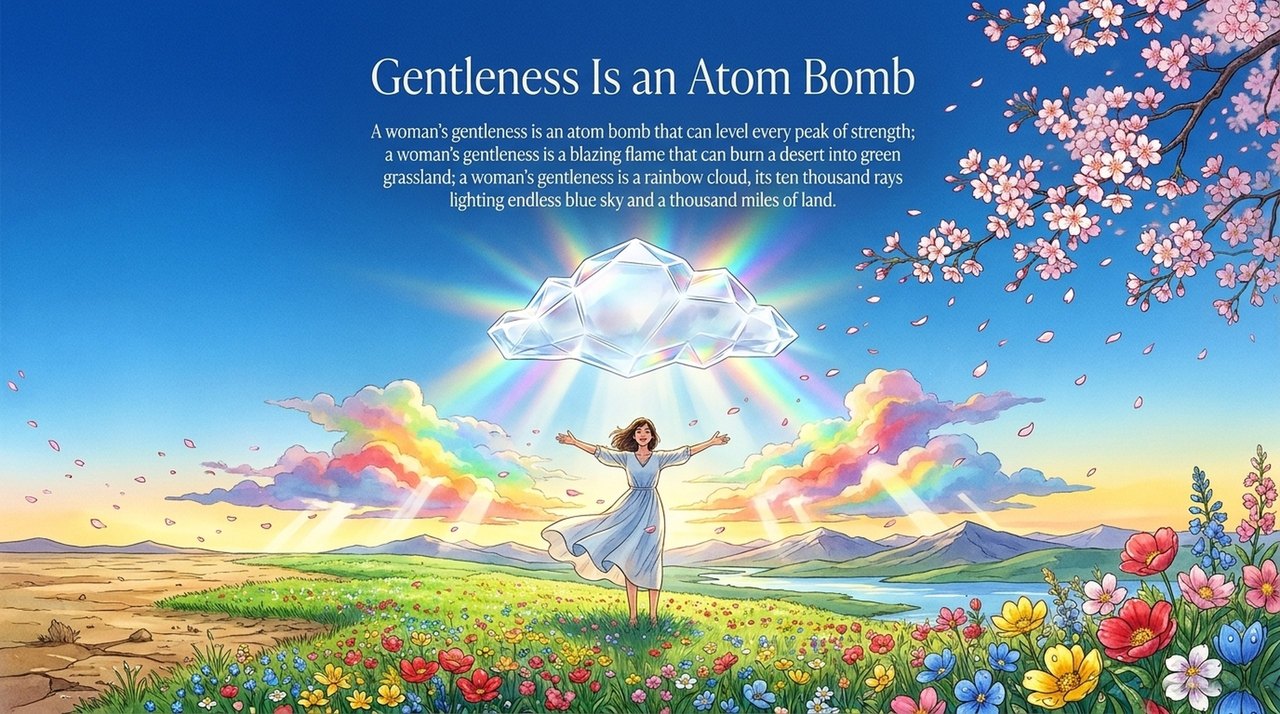 Gentleness Is an Atom Bomb
A woman’s gentleness is an atom bomb that can level every peak of strength;
a woman’s gentleness is a blazing flame that can burn a desert into green
grassland; a woman’s gentleness is a rainbow cloud, its ten thousand rays
lighting endless blue sky and a thousand miles of land.